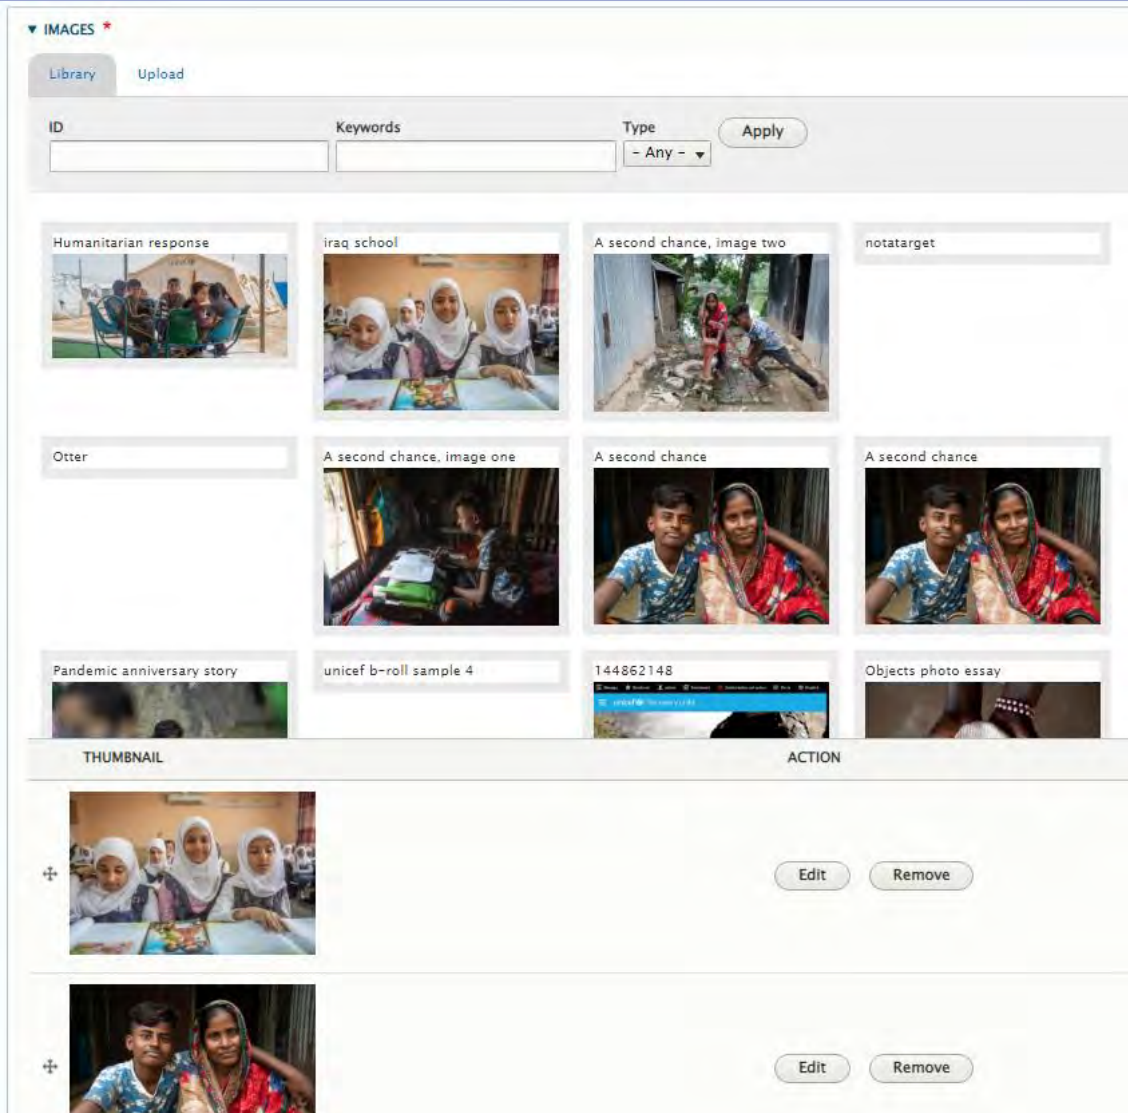 ▼ IMAGES *
Library Upload
ID Keywords Type
- Any - Apply
Humanitarian response iraq school A second chance, image two notatarget
Otter A second chance, image one A second chance A second chance
Pandemic anniversary story unicef b-roll sample 4 144862148 Objects photo essay
unicef
THUMBNAIL ACTION
Edit Remove
Edit Remove